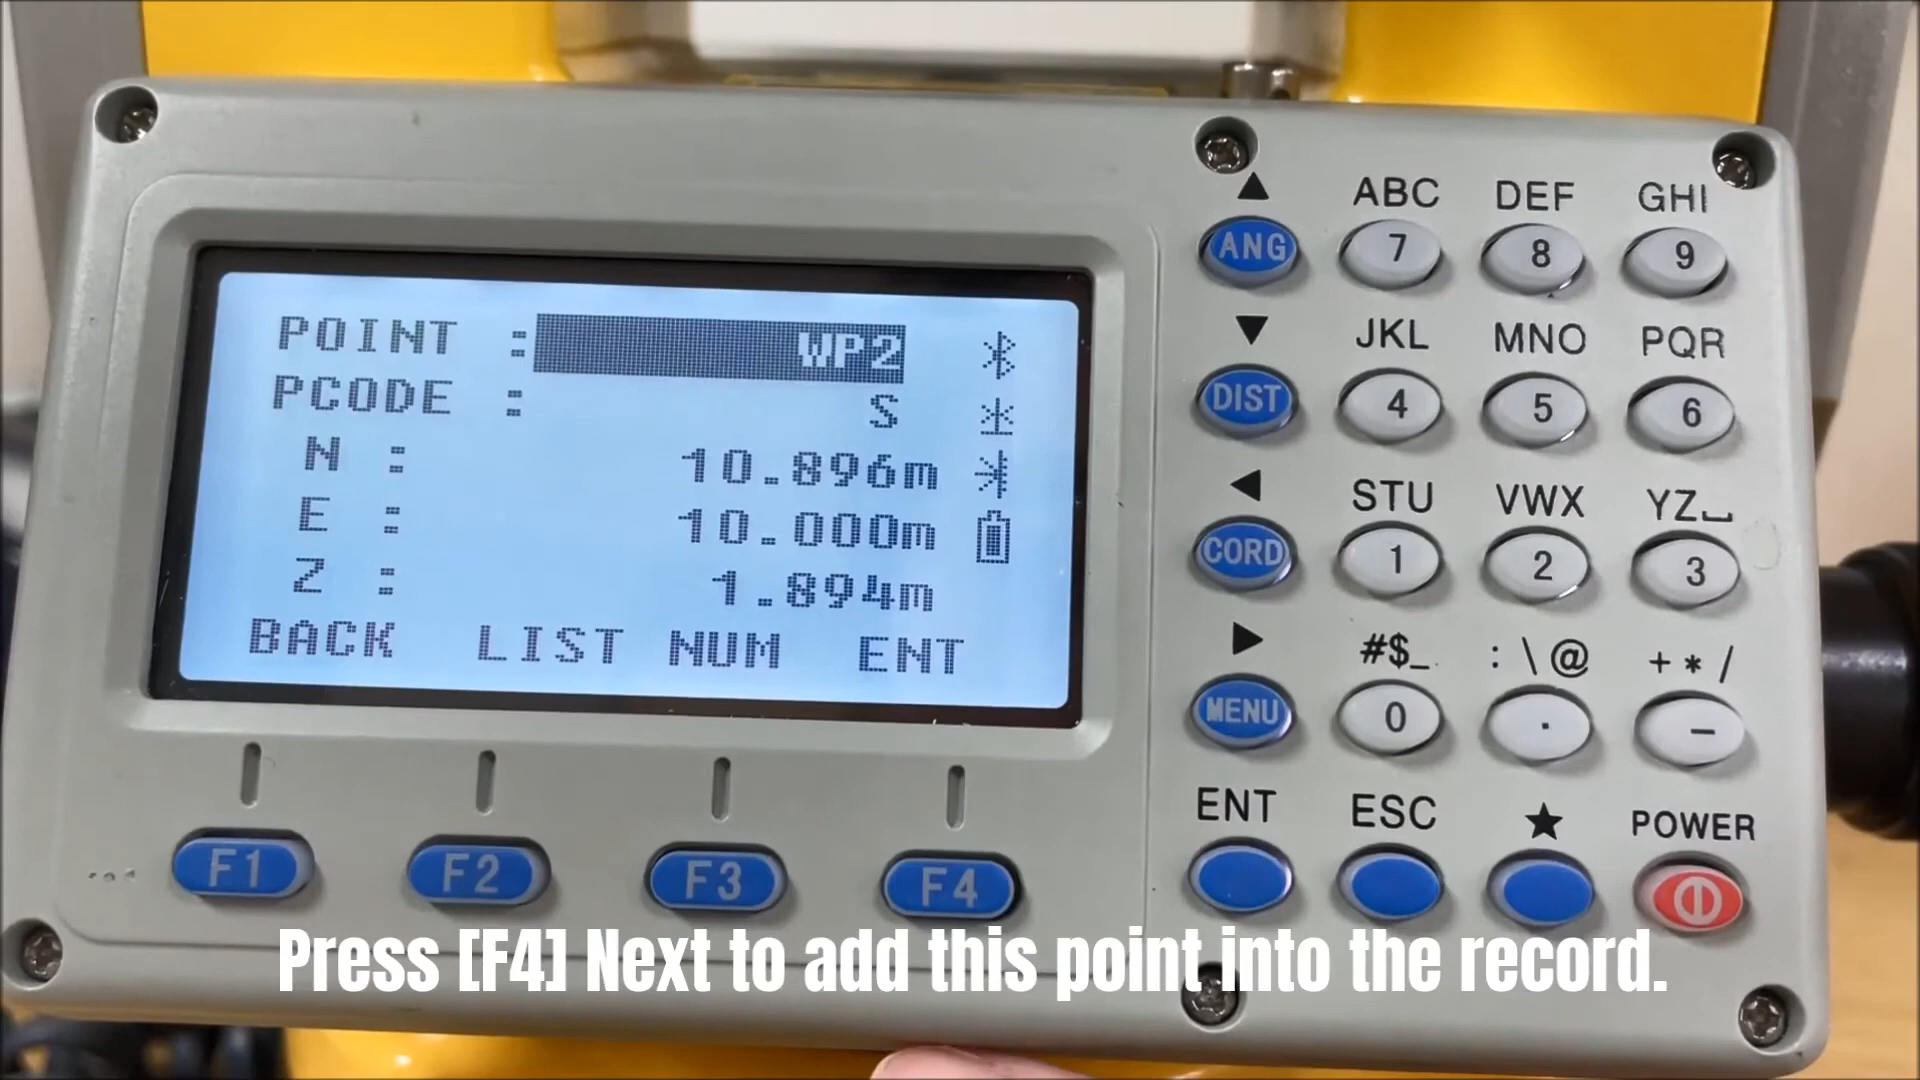 POINT : WP2
PCODE : S
N : 10.896m
E : 10.000m
Z : 1.894m
BACK LIST NUM ENT
F1 F2 F3 F4
ABC DEF GHI
ANG 7 8 9
JKL MNO PQR
DIST 4 5 6
STU VWX YZ⎵
CORD 1 2 3
#$_ : \ @ + * /
MENU 0 . -
ENT ESC ★ POWER
Press [F4] Next to add this point into the record.